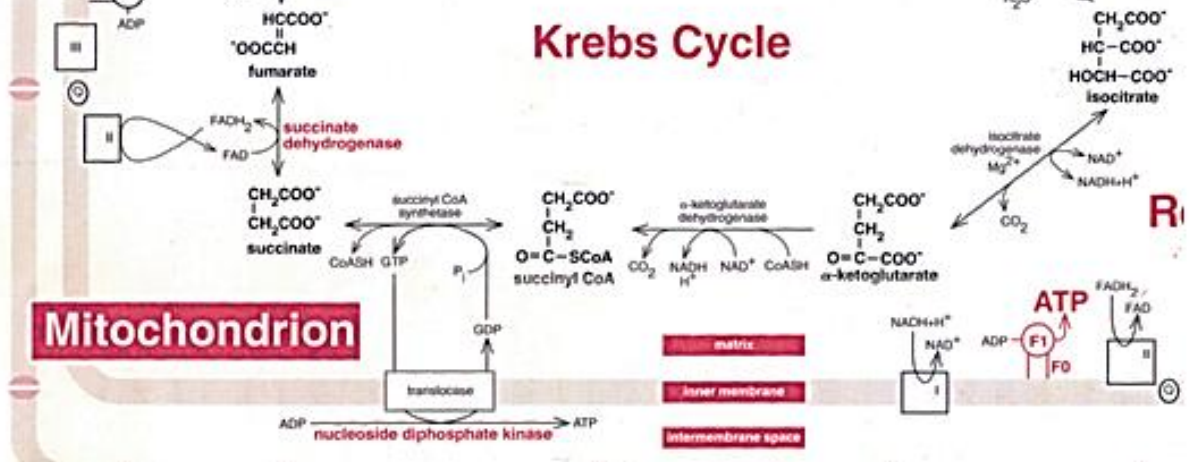 ADP
III
Q
HCCOO⁻
⁻OOCCH
fumarate
Krebs Cycle
CH₂COO⁻
HC–COO⁻
HOCH–COO⁻
isocitrate
II
FADH₂
FAD
succinate
dehydrogenase
isocitrate
dehydrogenase
Mg²⁺
NAD⁺
NADH+H⁺
CO₂
CH₂COO⁻
CH₂COO⁻
succinate
succinyl CoA
synthetase
CoASH
GTP
Pᵢ
GDP
CH₂COO⁻
CH₂
O=C–SCoA
succinyl CoA
α-ketoglutarate
dehydrogenase
CO₂
NADH
H⁺
NAD⁺
CoASH
CH₂COO⁻
CH₂
O=C–COO⁻
α-ketoglutarate
Mitochondrion
matrix
inner membrane
intermembrane space
translocase
ADP
ATP
nucleoside diphosphate kinase
NADH+H⁺
NAD⁺
I
ADP
F1
F0
ATP
FADH₂
FAD
II
Q